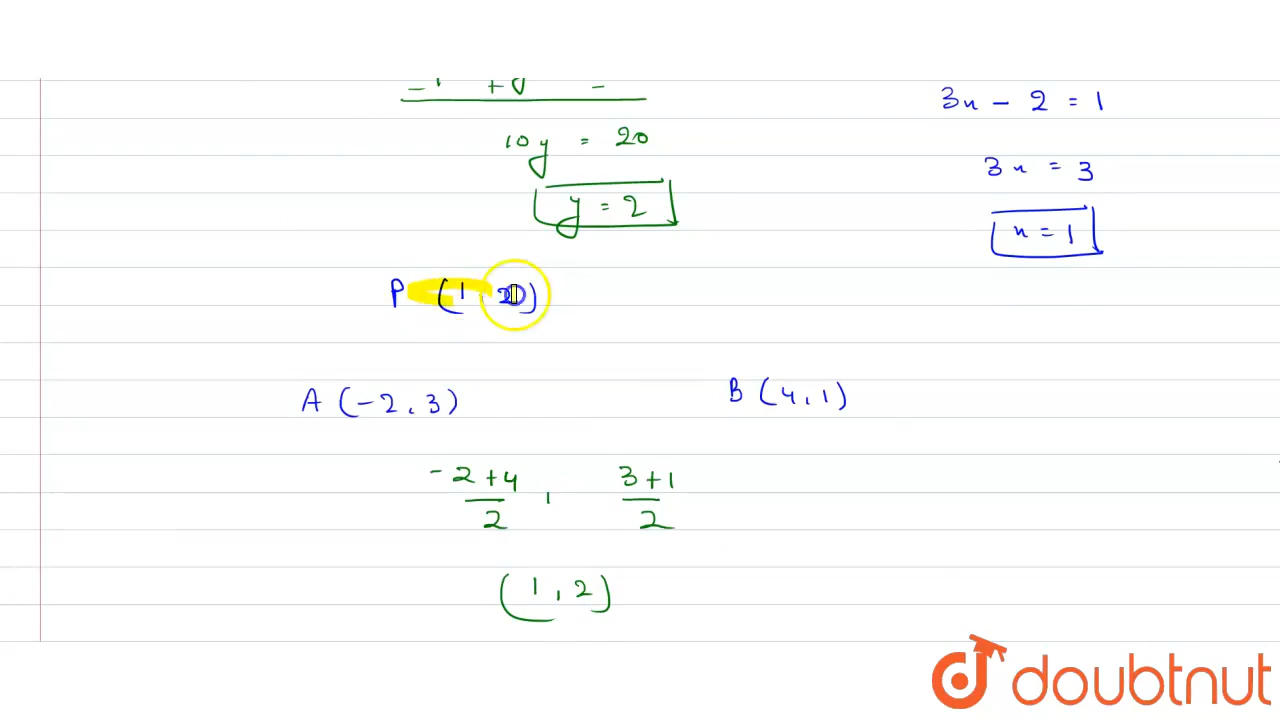 10y = 20
y = 2
3x - 2 = 1
3x = 3
x = 1
P (1, 2)
A (-2, 3)
B (4, 1)
-2+4/2 , 3+1/2
(1, 2)
doubtnut